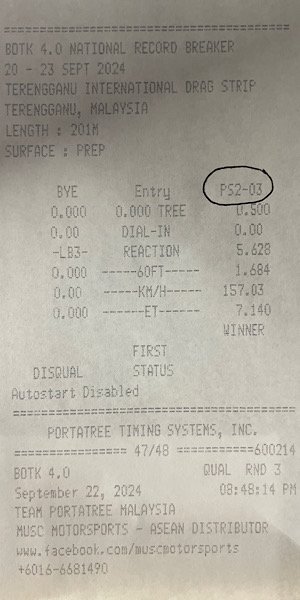 ==============================
BOTK 4.0 NATIONAL RECORD BREAKER
20 - 23 SEPT 2024
TERENGGANU INTERNATIONAL DRAG STRIP
TERENGGANU, MALAYSIA
LENGTH : 201M
SURFACE : PREP
BYE Entry PS2-03
0.000 0.000 TREE 0.500
0.00 DIAL-IN 0.00
-LB3- REACTION 5.628
0.000 ------60FT----- 1.684
0.00 ------KM/H------ 157.03
0.000 ------ET------- 7.140
WINNER
FIRST
DISQUAL STATUS
Autostart Disabled
==============================
PORTATREE TIMING SYSTEMS, INC.
=============== 47/48 ===========600214
BOTK 4.0 QUAL RND 3
September 22, 2024 08:48:14 PM
TEAM PORTATREE MALAYSIA
MUSC MOTORSPORTS - ASEAN DISTRIBUTOR
www.facebook.com/muscmotorsports
+6016-6681490